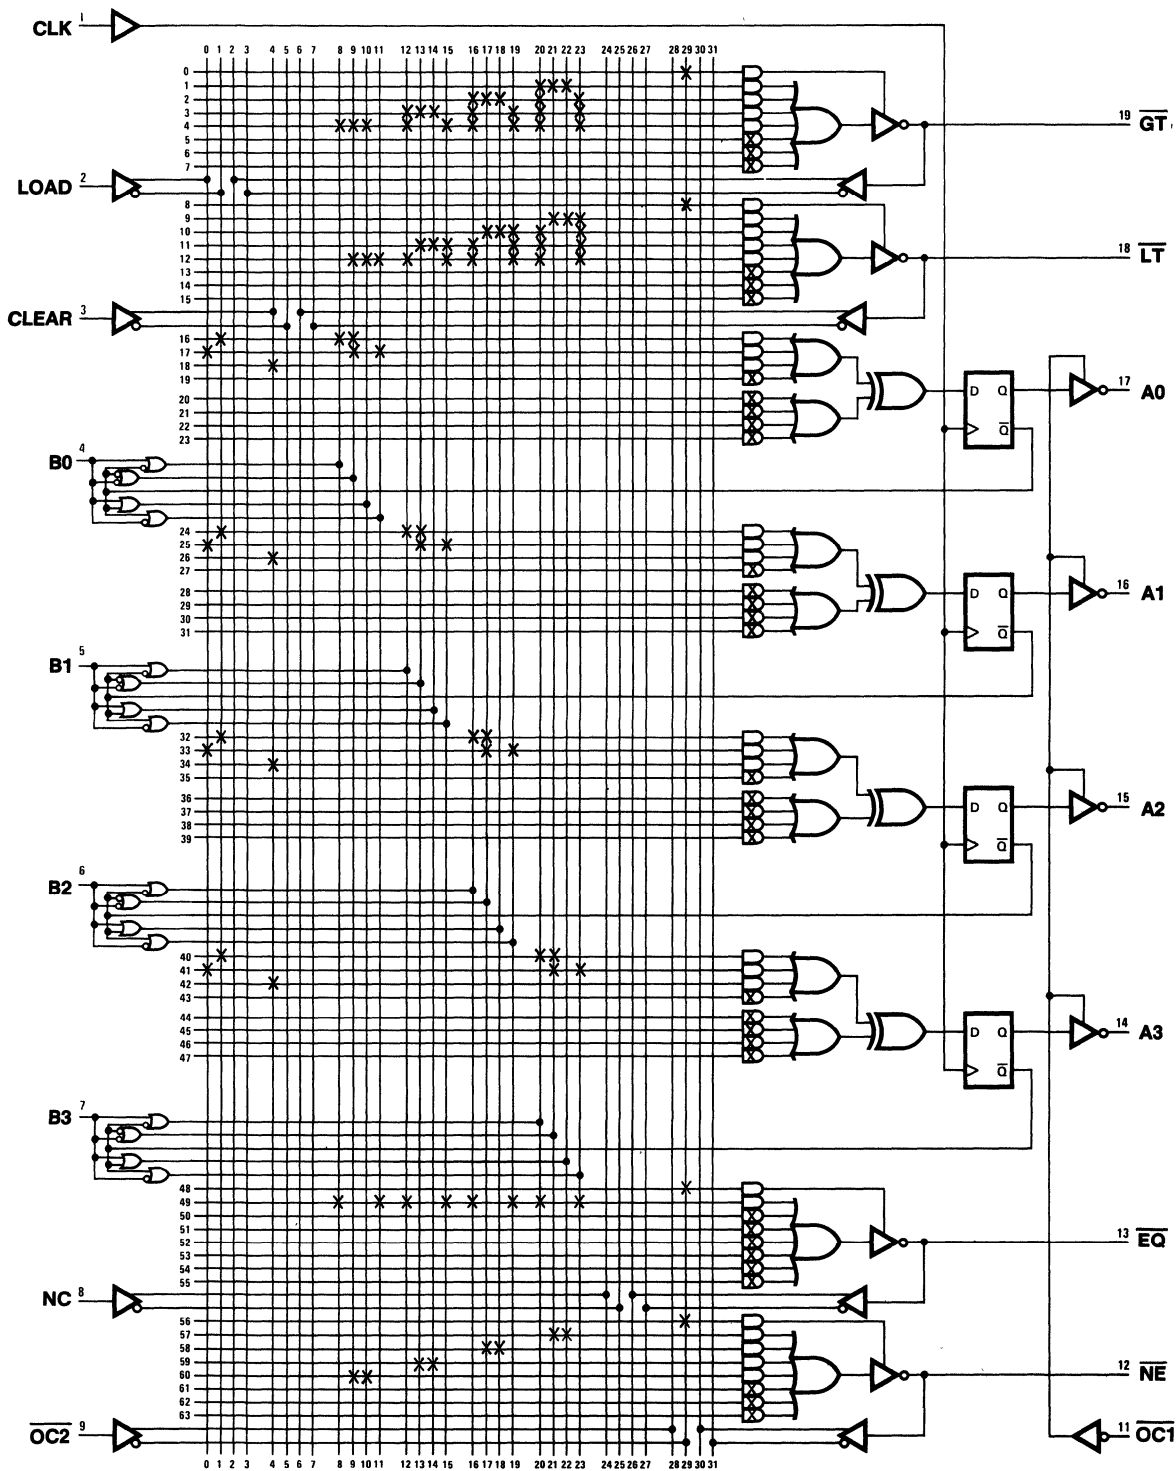 CLK 1
0 1 2 3 4 5 6 7 8 9 10 11 12 13 14 15 16 17 18 19 20 21 22 23 24 25 26 27 28 29 30 31
0
1
2
3
4
19 GT
5
6
7
LOAD 2
8
9
10
11
12
18 LT
13
14
15
CLEAR 3
16
17
18
19
D Q
17 A0
20
21
22
23
Q
B0 4
24
25
26
27
28
D Q
16 A1
29
30
31
Q
B1 5
32
33
34
35
36
37
D Q
15 A2
38
39
Q
B2 6
40
41
42
43
44
45
D Q
14 A3
46
47
Q
B3 7
48
49
50
51
52
13 EQ
53
54
55
NC 8
56
57
58
59
60
12 NE
61
62
63
OC2 9
11 OC1
0 1 2 3 4 5 6 7 8 9 10 11 12 13 14 15 16 17 18 19 20 21 22 23 24 25 26 27 28 29 30 31